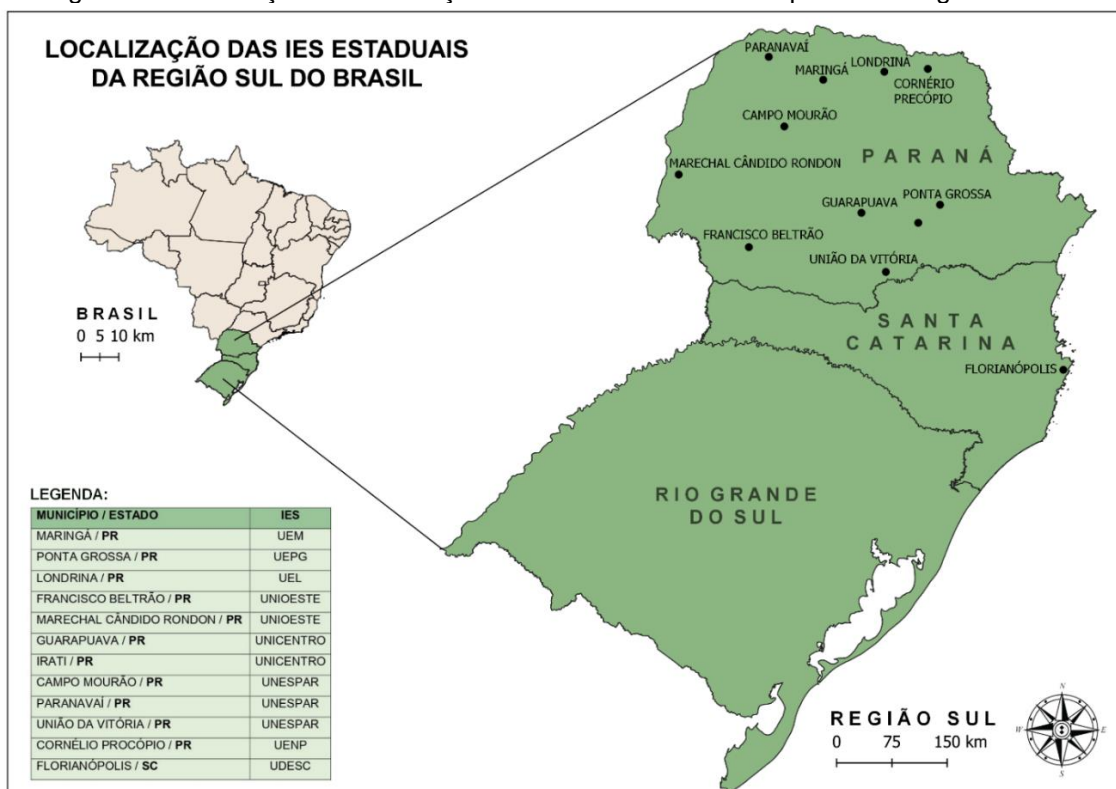 LOCALIZAÇÃO DAS IES ESTADUAIS
DA REGIÃO SUL DO BRASIL
PARANAVAÍ
MARINGÁ
LONDRINA
CORNÉRIO
PRECÓPIO
CAMPO MOURÃO
PARANÁ
MARECHAL CÂNDIDO RONDON
GUARAPUAVA
PONTA GROSSA
FRANCISCO BELTRÃO
UNIÃO DA VITÓRIA
BRASIL
0 5 10 km
SANTA
CATARINA
FLORIANÓPOLIS
RIO GRANDE
DO SUL
LEGENDA:
MUNICÍPIO / ESTADO IES
MARINGÁ / PR UEM
PONTA GROSSA / PR UEPG
LONDRINA / PR UEL
FRANCISCO BELTRÃO / PR UNIOESTE
MARECHAL CÂNDIDO RONDON / PR UNIOESTE
GUARAPUAVA / PR UNICENTRO
IRATI / PR UNICENTRO
CAMPO MOURÃO / PR UNESPAR
PARANAVAÍ / PR UNESPAR
UNIÃO DA VITÓRIA / PR UNESPAR
CORNÉLIO PROCÓPIO / PR UENP
FLORIANÓPOLIS / SC UDESC
REGIÃO SUL
0 75 150 km
N
W E
S